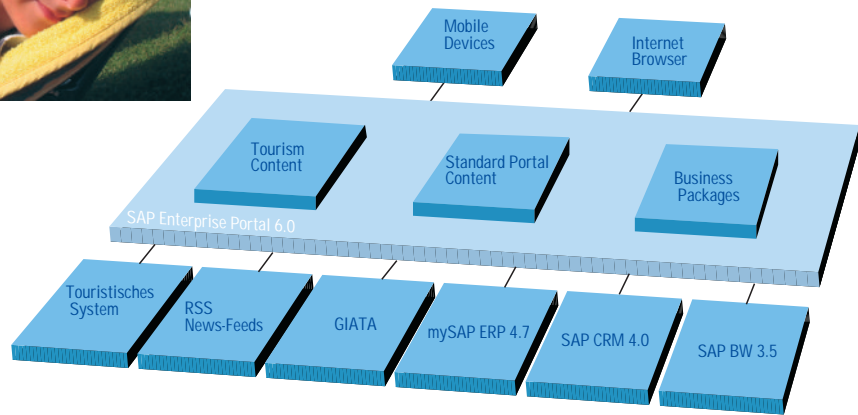 Mobile
Devices
Internet
Browser
Tourism
Content
Standard Portal
Content
Business
Packages
SAP Enterprise Portal 6.0
Touristisches
System
RSS
News-Feeds
GIATA
mySAP ERP 4.7
SAP CRM 4.0
SAP BW 3.5